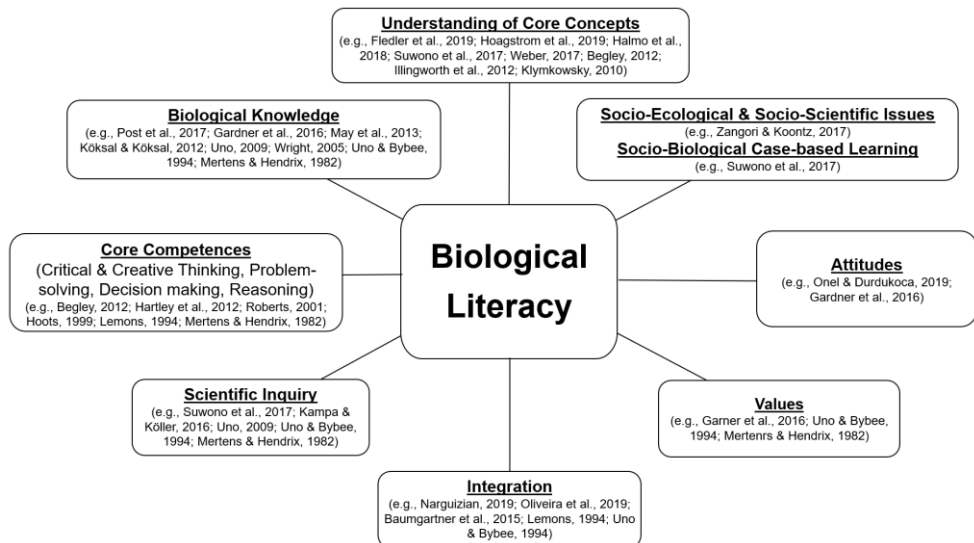 Understanding of Core Concepts
(e.g., Fledler et al., 2019; Hoagstrom et al., 2019; Halmo et al.,
2018; Suwono et al., 2017; Weber, 2017; Begley, 2012;
Illingworth et al., 2012; Klymkowsky, 2010)
Biological Knowledge
(e.g., Post et al., 2017; Gardner et al., 2016; May et al., 2013;
Köksal & Köksal, 2012; Uno, 2009; Wright, 2005; Uno & Bybee,
1994; Mertens & Hendrix, 1982)
Socio-Ecological & Socio-Scientific Issues
(e.g., Zangori & Koontz, 2017)
Socio-Biological Case-based Learning
(e.g., Suwono et al., 2017)
Core Competences
(Critical & Creative Thinking, Problem-
solving, Decision making, Reasoning)
(e.g., Begley, 2012; Hartley et al., 2012; Roberts, 2001;
Hoots, 1999; Lemons, 1994; Mertens & Hendrix, 1982)
Biological
Literacy
Attitudes
(e.g., Onel & Durdukoca, 2019;
Gardner et al., 2016)
Scientific Inquiry
(e.g., Suwono et al., 2017; Kampa &
Köller, 2016; Uno, 2009; Uno & Bybee,
1994; Mertens & Hendrix, 1982)
Values
(e.g., Garner et al., 2016; Uno & Bybee,
1994; Mertenrs & Hendrix, 1982)
Integration
(e.g., Narguizian, 2019; Oliveira et al., 2019;
Baumgartner et al., 2015; Lemons, 1994; Uno
& Bybee, 1994)